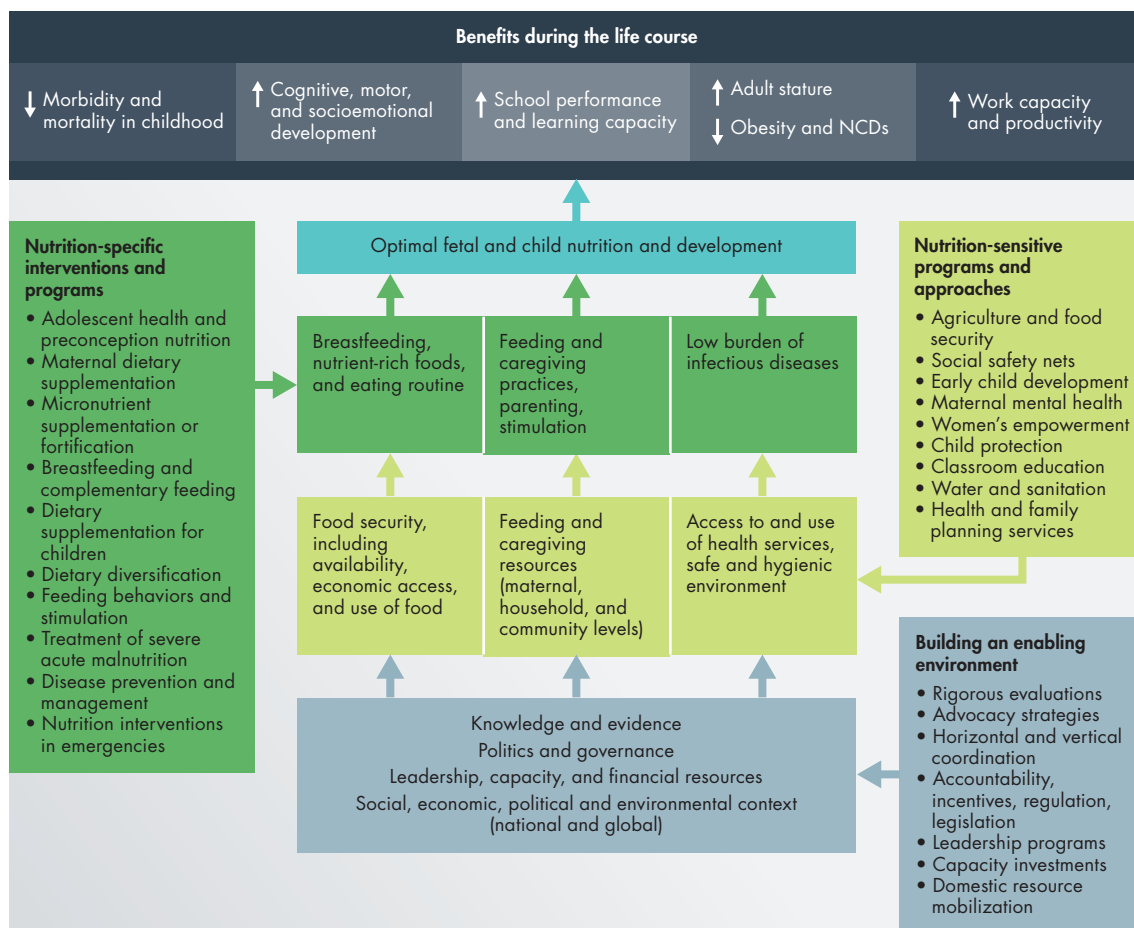 Benefits during the life course
Morbidity and
mortality in childhood
Cognitive, motor,
and socioemotional
development
School performance
and learning capacity
Adult stature
Obesity and NCDs
Work capacity
and productivity
Nutrition-specific
interventions and
programs
• Adolescent health and
preconception nutrition
• Maternal dietary
supplementation
• Micronutrient
supplementation or
fortification
• Breastfeeding and
complementary feeding
• Dietary
supplementation for
children
• Dietary diversification
• Feeding behaviors and
stimulation
• Treatment of severe
acute malnutrition
• Disease prevention and
management
• Nutrition interventions
in emergencies
Optimal fetal and child nutrition and development
Breastfeeding,
nutrient-rich foods,
and eating routine
Feeding and
caregiving
practices,
parenting,
stimulation
Low burden of
infectious diseases
Food security,
including
availability,
economic access,
and use of food
Feeding and
caregiving
resources
(maternal,
household, and
community levels)
Access to and use
of health services,
safe and hygienic
environment
Knowledge and evidence
Politics and governance
Leadership, capacity, and financial resources
Social, economic, political and environmental context
(national and global)
Nutrition-sensitive
programs and
approaches
• Agriculture and food
security
• Social safety nets
• Early child development
• Maternal mental health
• Women's empowerment
• Child protection
• Classroom education
• Water and sanitation
• Health and family
planning services
Building an enabling
environment
• Rigorous evaluations
• Advocacy strategies
• Horizontal and vertical
coordination
• Accountability,
incentives, regulation,
legislation
• Leadership programs
• Capacity investments
• Domestic resource
mobilization